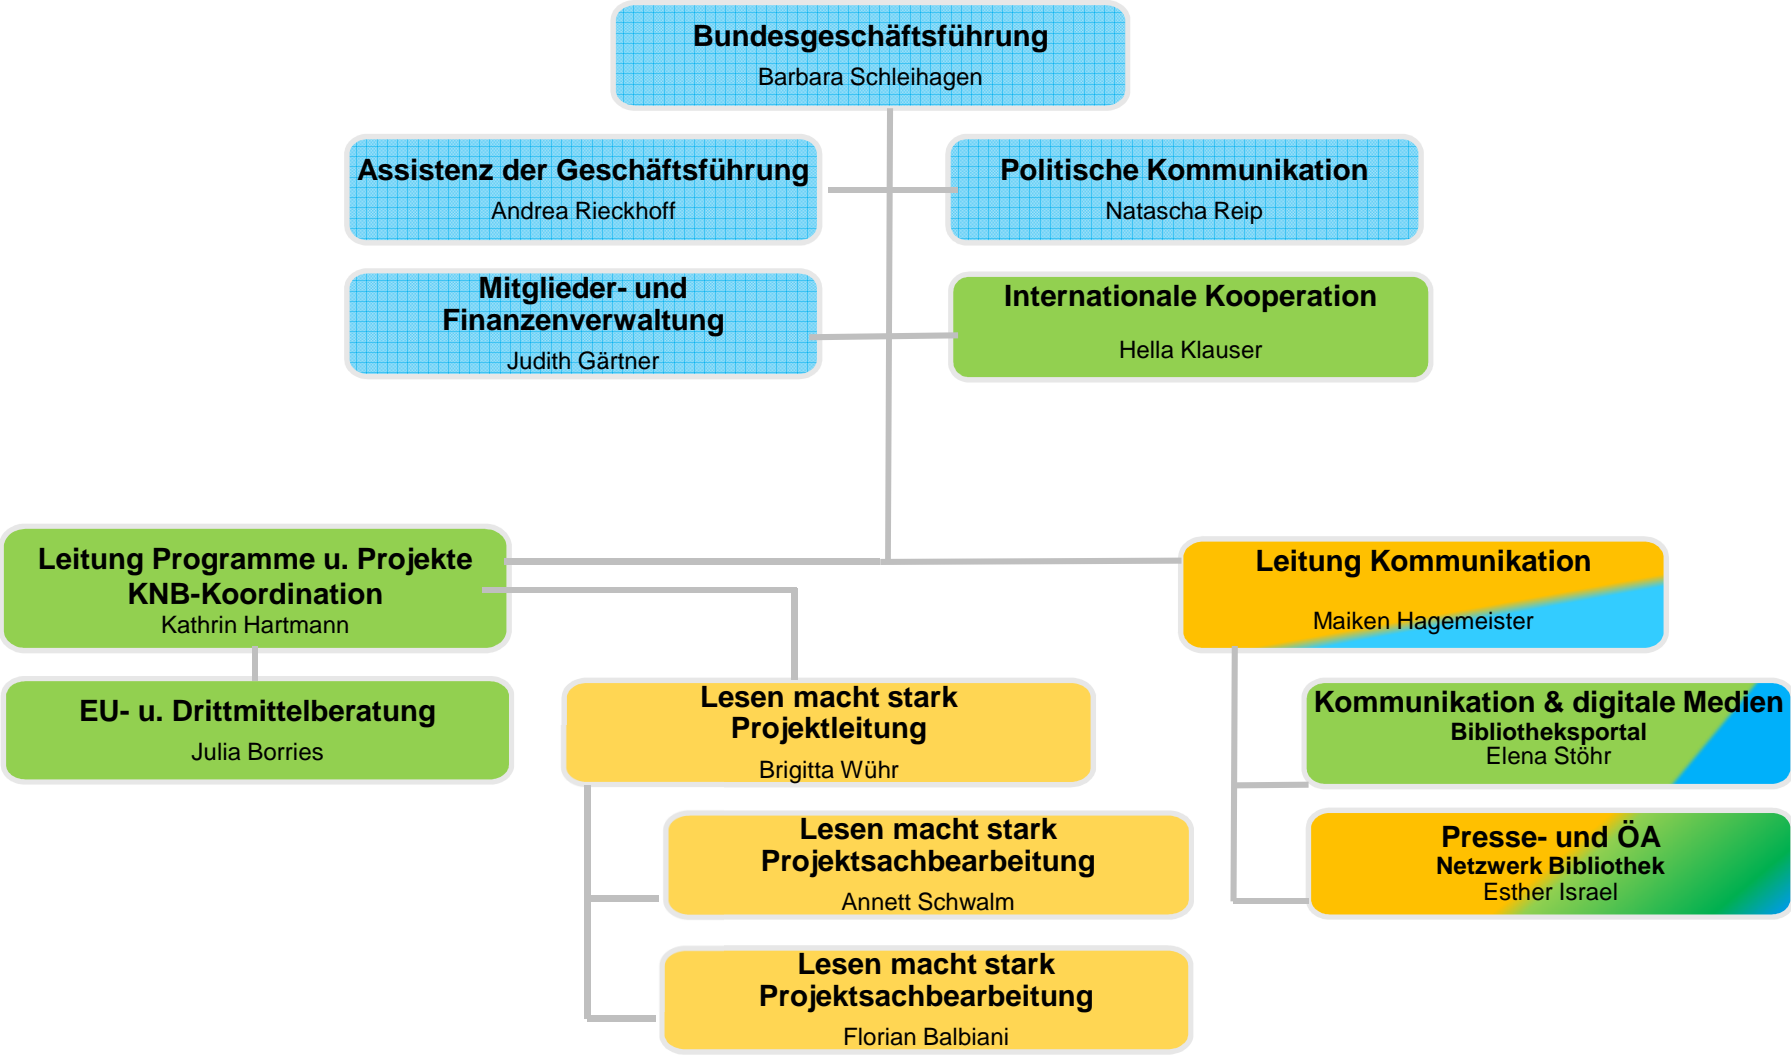 Bundesgeschäftsführung
Barbara Schleihagen
Assistenz der Geschäftsführung
Andrea Rieckhoff
Politische Kommunikation
Natascha Reip
Mitglieder- und
Finanzenverwaltung
Judith Gärtner
Internationale Kooperation
Hella Klauser
Leitung Programme u. Projekte
KNB-Koordination
Kathrin Hartmann
Leitung Kommunikation
Maiken Hagemeister
EU- u. Drittmittelberatung
Julia Borries
Lesen macht stark
Projektleitung
Brigitta Wühr
Kommunikation & digitale Medien
Bibliotheksportal
Elena Stöhr
Lesen macht stark
Projektsachbearbeitung
Annett Schwalm
Presse- und ÖA
Netzwerk Bibliothek
Esther Israel
Lesen macht stark
Projektsachbearbeitung
Florian Balbiani